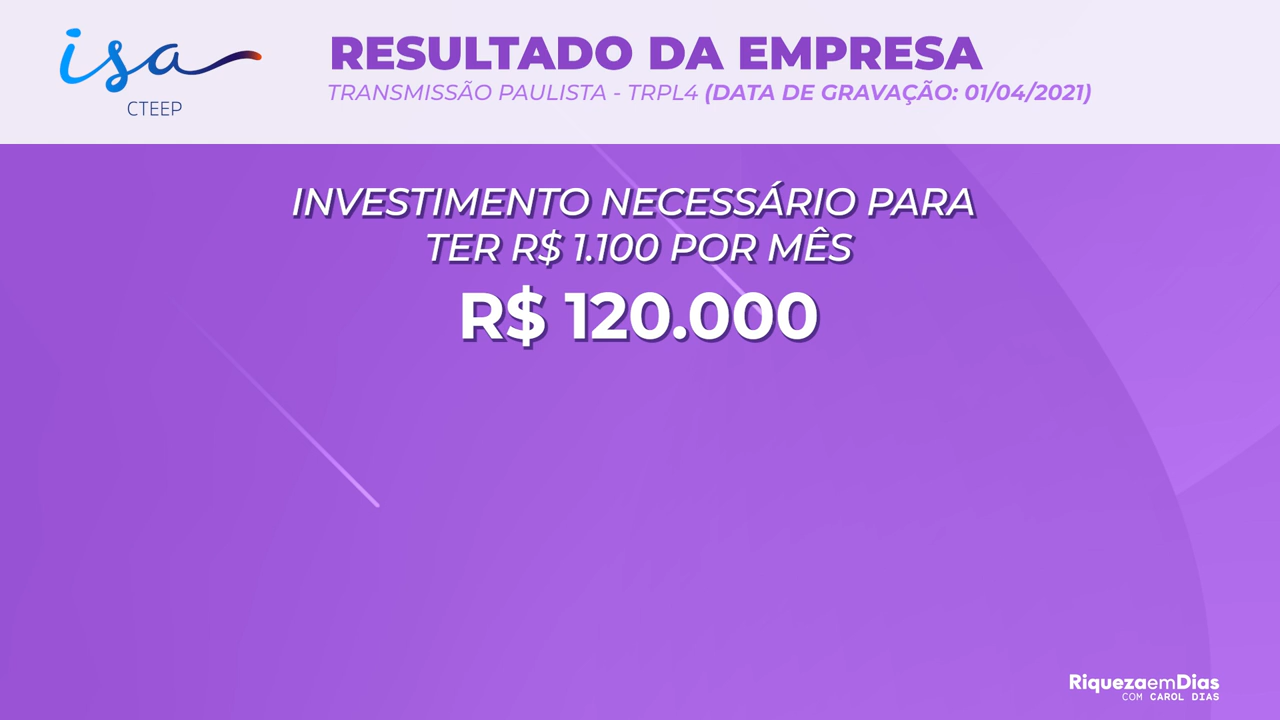 isa
CTEEP
RESULTADO DA EMPRESA
TRANSMISSÃO PAULISTA - TRPL4 (DATA DE GRAVAÇÃO: 01/04/2021)
INVESTIMENTO NECESSÁRIO PARA
TER R$ 1.100 POR MÊS
R$ 120.000
RiquezaemDias
COM CAROL DIAS